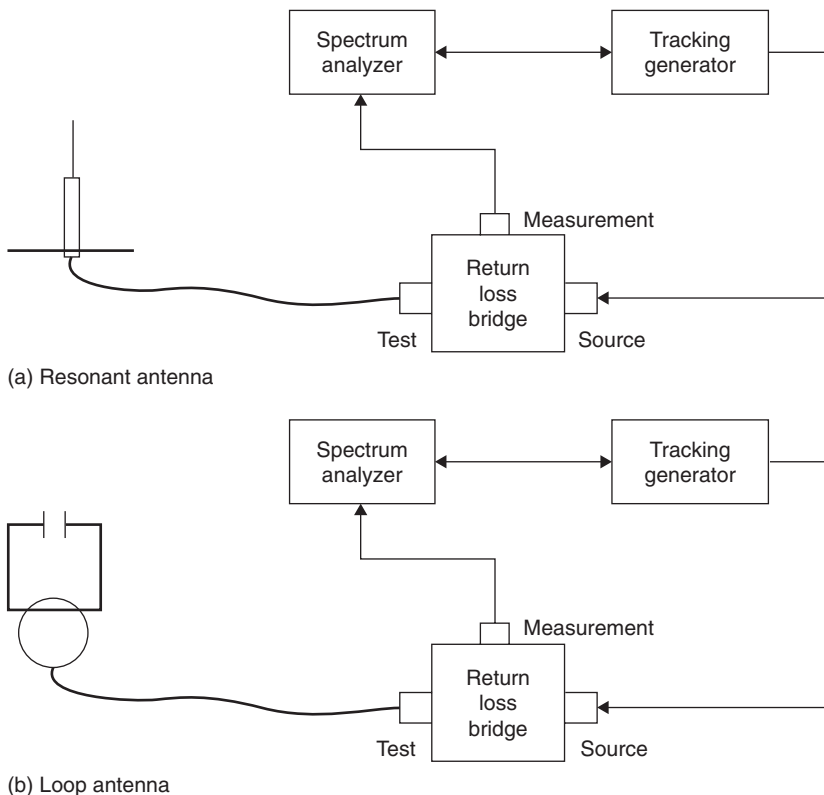 Spectrum
analyzer
Tracking
generator
Measurement
Return
loss
bridge
Test
Source
(a) Resonant antenna
Spectrum
analyzer
Tracking
generator
Measurement
Return
loss
bridge
Test
Source
(b) Loop antenna